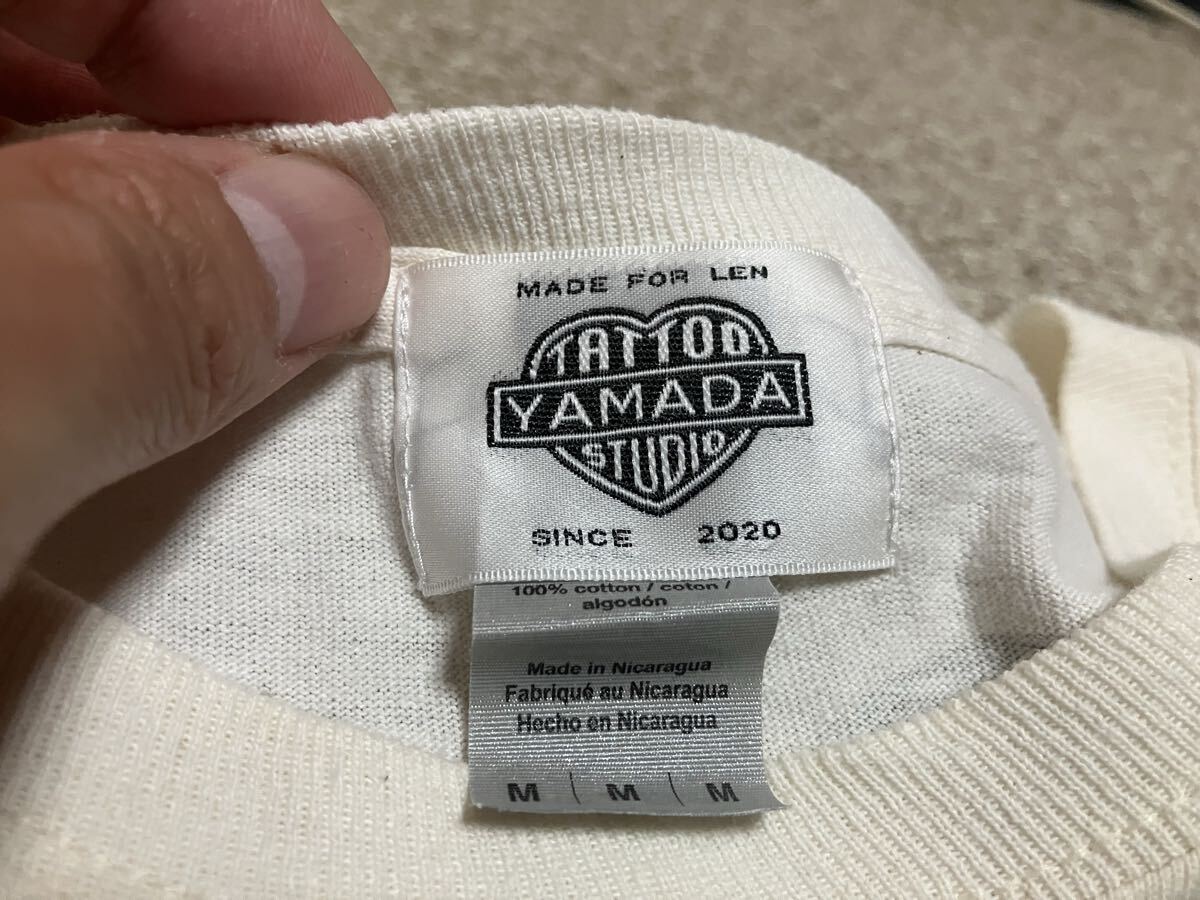 MADE FOR LEN
TATTOO
YAMADA
STUDIO
SINCE 2020
100% cotton / coton /
algodón
Made in Nicaragua
Fabriqué au Nicaragua
Hecho en Nicaragua
M / M / M